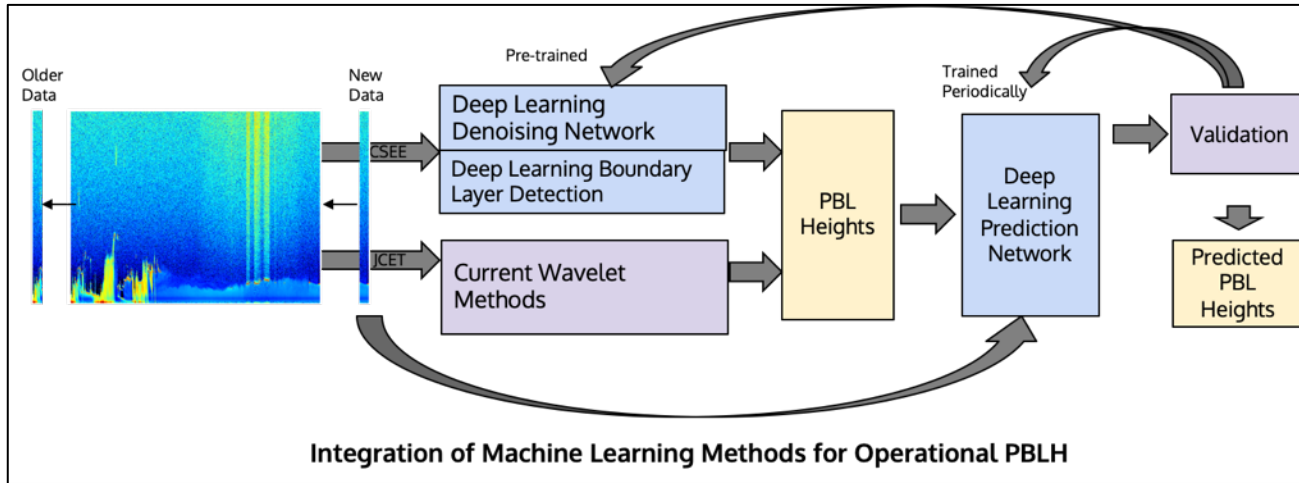 Older
Data
New
Data
CSEE
JCET
Pre-trained
Deep Learning
Denoising Network
Deep Learning Boundary
Layer Detection
Current Wavelet
Methods
PBL
Heights
Trained
Periodically
Deep
Learning
Prediction
Network
Validation
Predicted
PBL
Heights
Integration of Machine Learning Methods for Operational PBLH